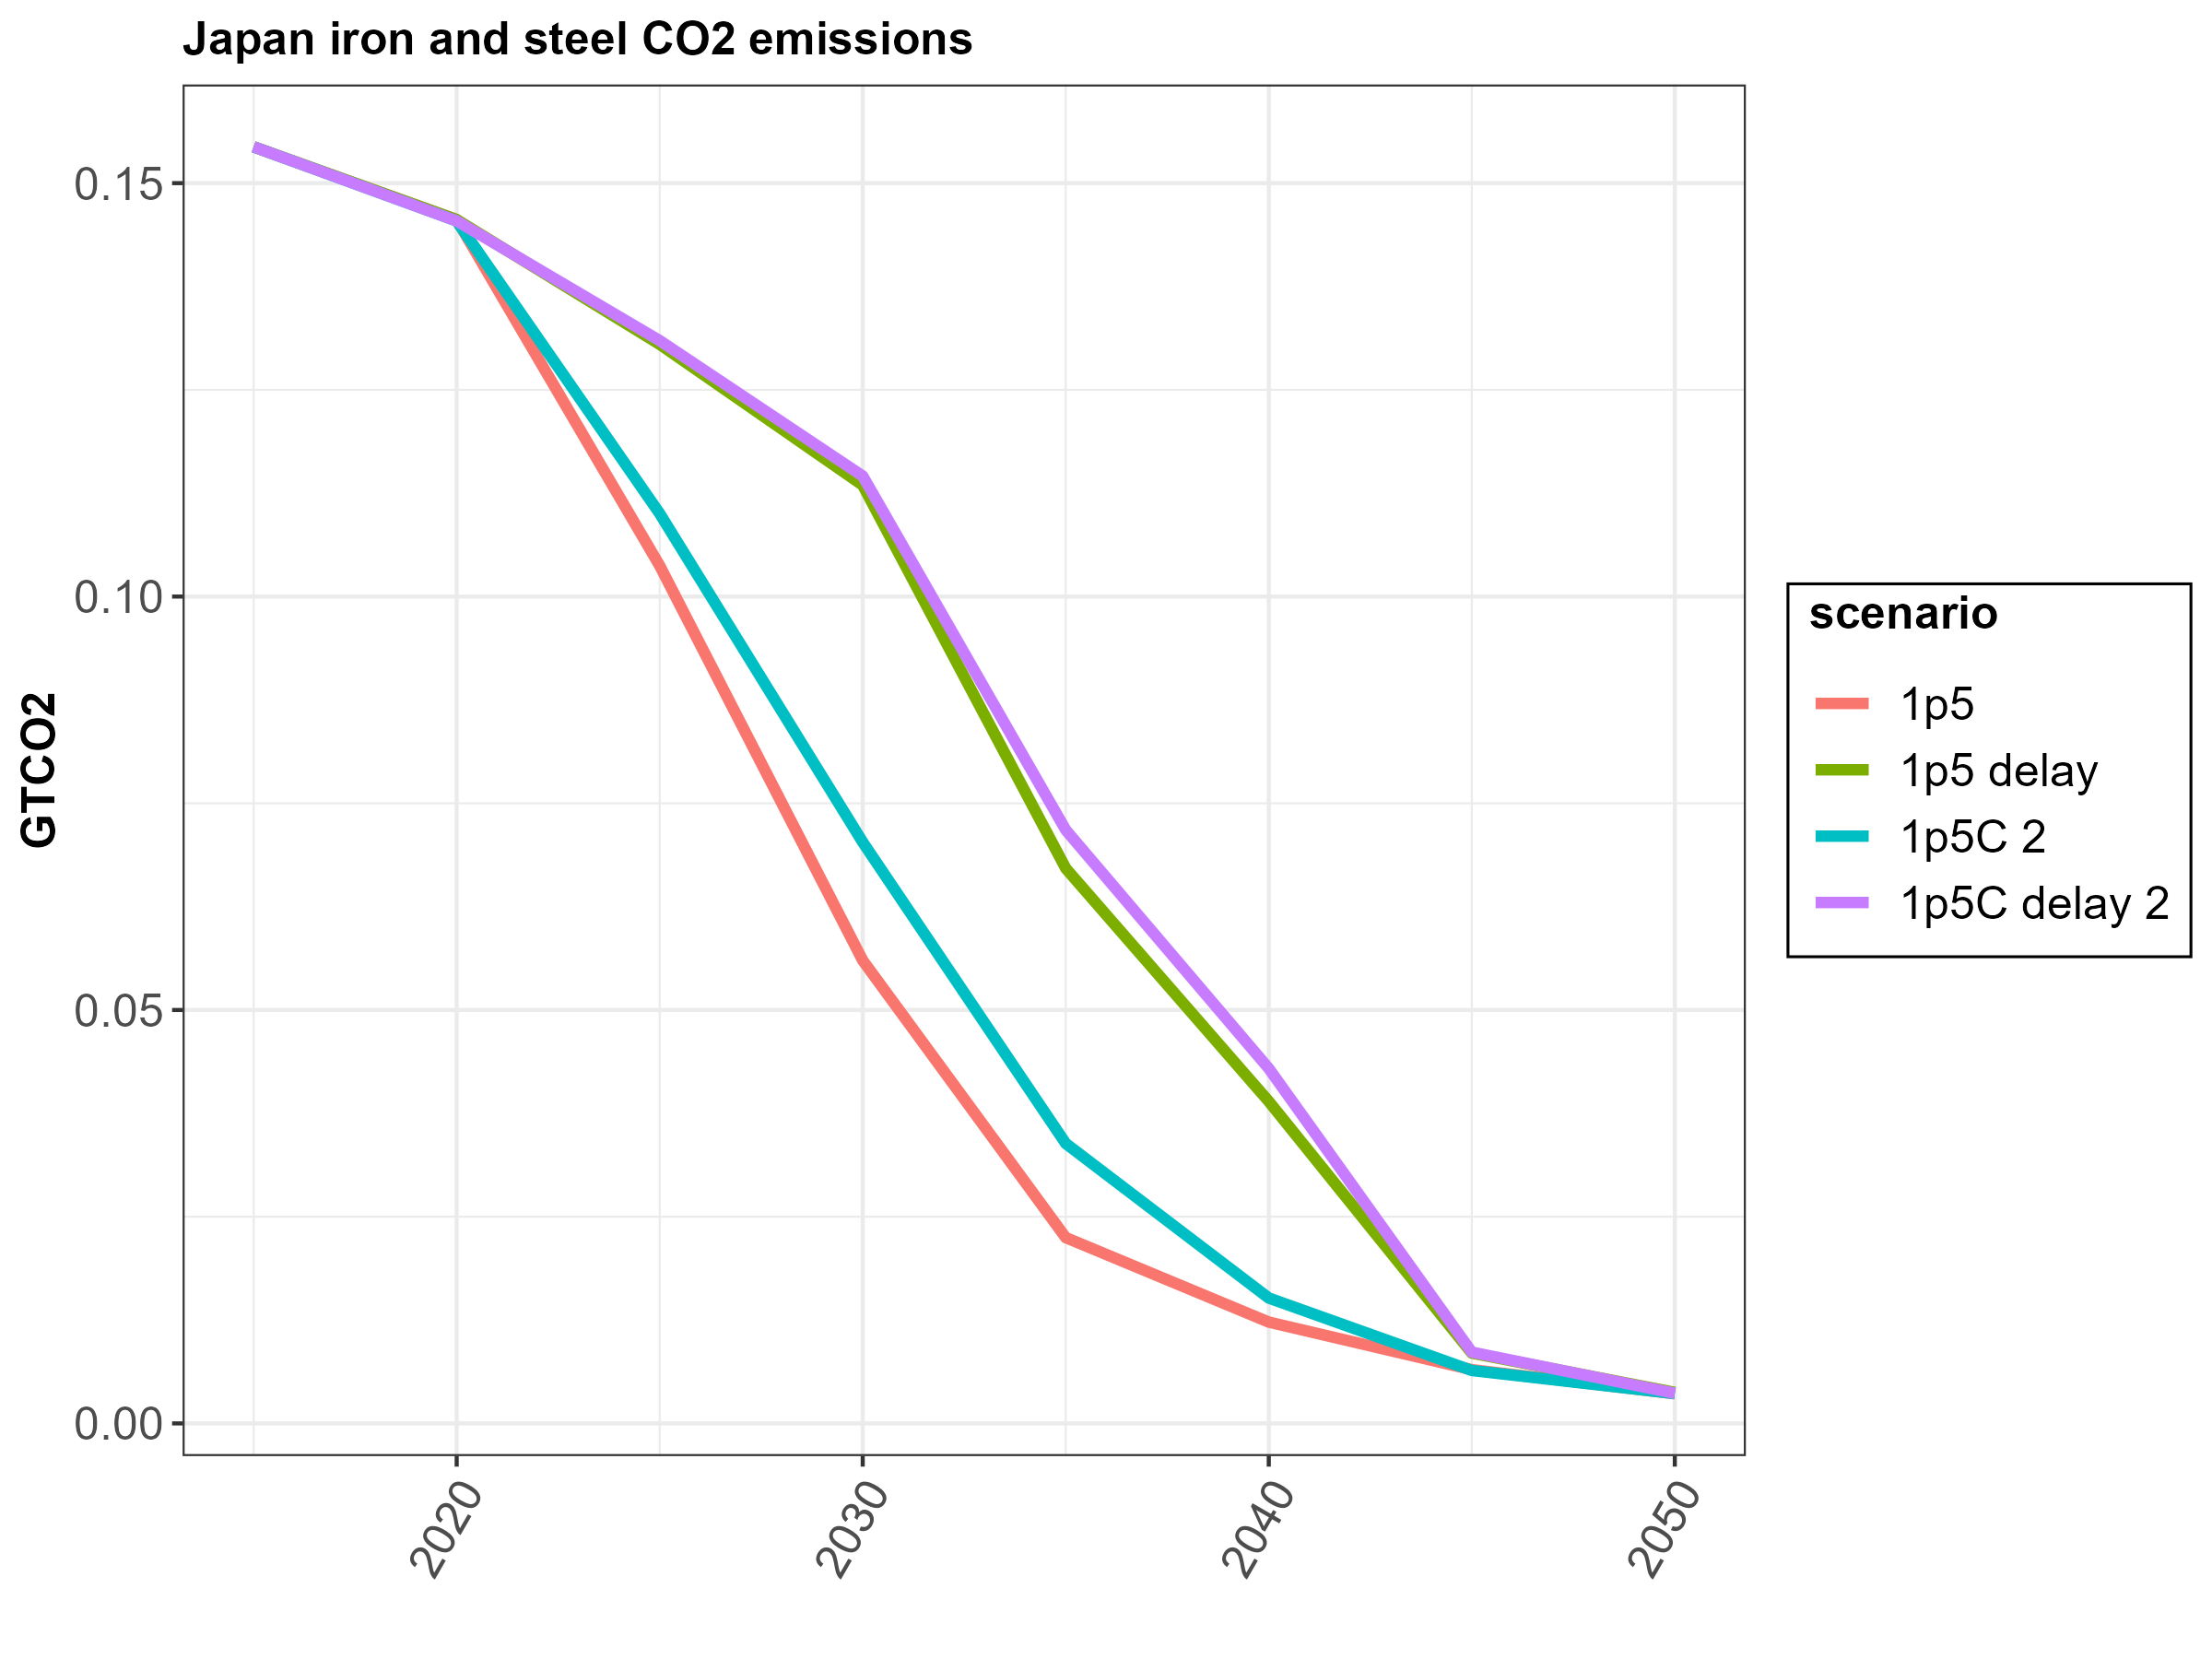 Japan iron and steel CO2 emissions
GTCO2
0.15
0.10
0.05
0.00
2020
2030
2040
2050
scenario
1p5
1p5 delay
1p5C 2
1p5C delay 2